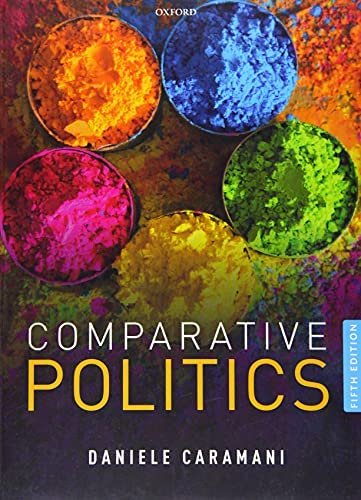 OXFORD
COMPARATIVE
POLITICS
FIFTH EDITION
DANIELE CARAMANI